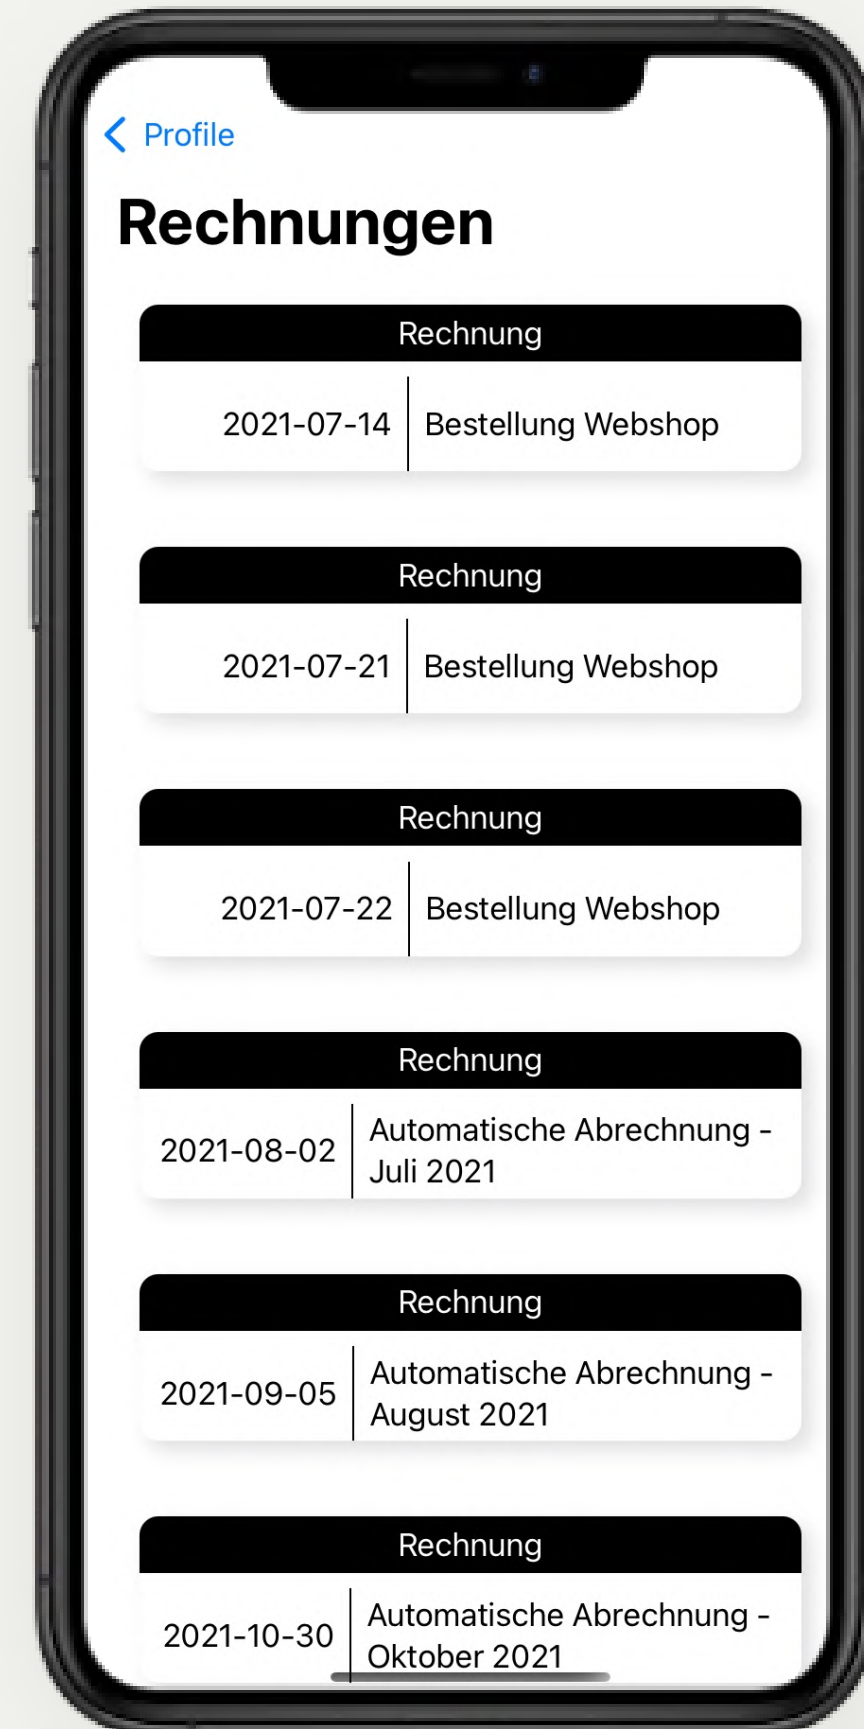 Profile
Rechnungen
Rechnung
2021-07-14 Bestellung Webshop
Rechnung
2021-07-21 Bestellung Webshop
Rechnung
2021-07-22 Bestellung Webshop
Rechnung
2021-08-02
Automatische Abrechnung -
Juli 2021
Rechnung
2021-09-05
Automatische Abrechnung -
August 2021
Rechnung
2021-10-30
Automatische Abrechnung -
Oktober 2021